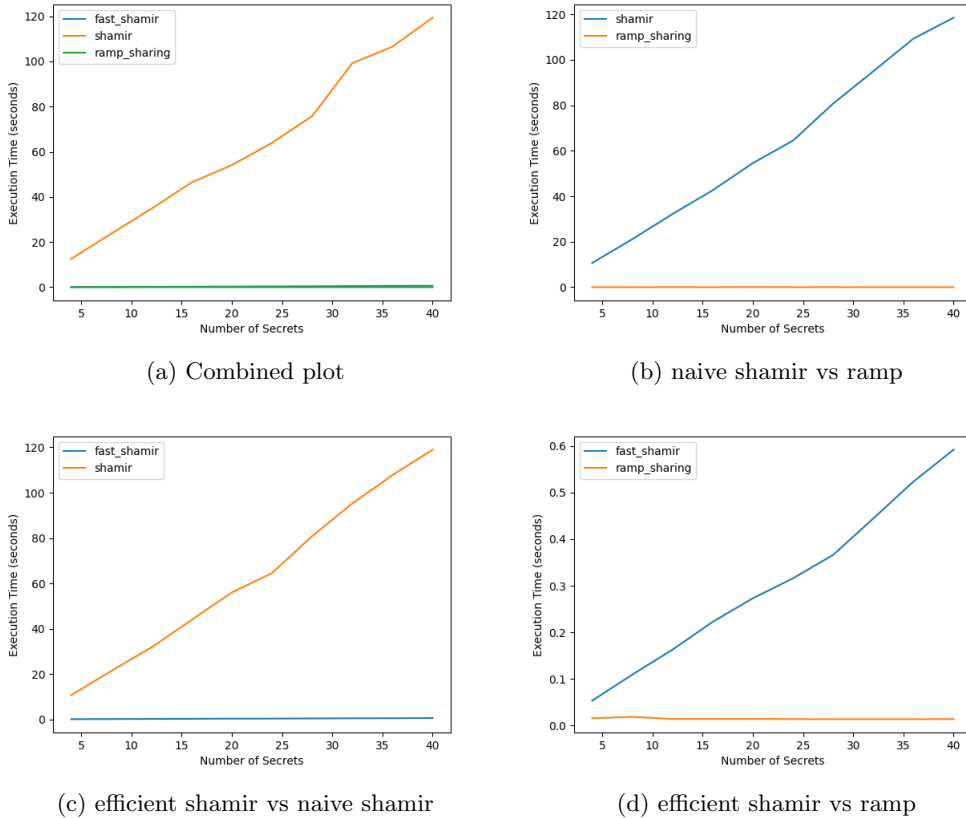 fast_shamir
shamir
ramp_sharing
Execution Time (seconds)
120
100
80
60
40
20
0
5 10 15 20 25 30 35 40
Number of Secrets
(a) Combined plot
shamir
ramp_sharing
Execution Time (seconds)
120
100
80
60
40
20
0
5 10 15 20 25 30 35 40
Number of Secrets
(b) naive shamir vs ramp
fast_shamir
shamir
Execution Time (seconds)
120
100
80
60
40
20
0
5 10 15 20 25 30 35 40
Number of Secrets
(c) efficient shamir vs naive shamir
fast_shamir
ramp_sharing
Execution Time (seconds)
0.6
0.5
0.4
0.3
0.2
0.1
0.0
5 10 15 20 25 30 35 40
Number of Secrets
(d) efficient shamir vs ramp